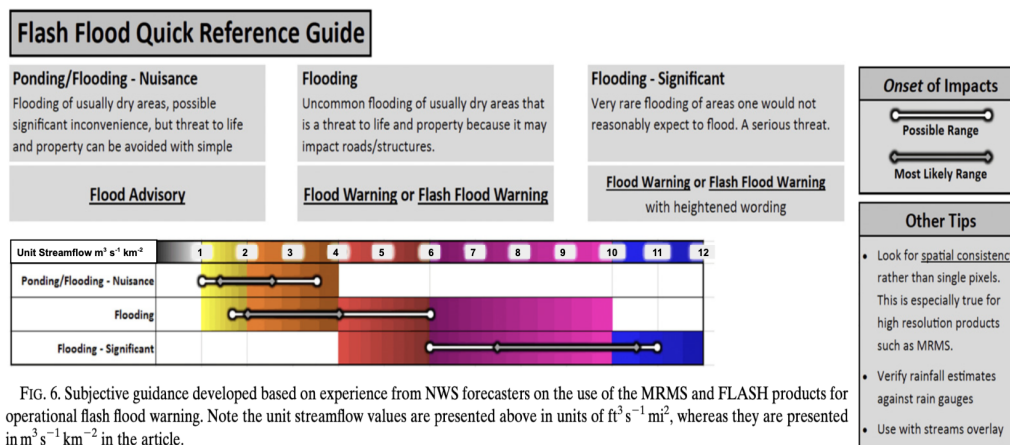 Flash Flood Quick Reference Guide
Ponding/Flooding - Nuisance
Flooding of usually dry areas, possible
significant inconvenience, but threat to life
and property can be avoided with simple
Flood Advisory
Flooding
Uncommon flooding of usually dry areas that
is a threat to life and property because it may
impact roads/structures.
Flood Warning or Flash Flood Warning
Flooding - Significant
Very rare flooding of areas one would not
reasonably expect to flood. A serious threat.
Flood Warning or Flash Flood Warning
with heightened wording
Onset of Impacts
Possible Range
Most Likely Range
Other Tips
• Look for spatial consistenc
rather than single pixels.
This is especially true for
high resolution products
such as MRMS.
• Verify rainfall estimates
against rain gauges
• Use with streams overlay
Unit Streamflow m³ s⁻¹ km⁻² 1 2 3 4 5 6 7 8 9 10 11 12
Ponding/Flooding - Nuisance
Flooding
Flooding - Significant
FIG. 6. Subjective guidance developed based on experience from NWS forecasters on the use of the MRMS and FLASH products for
operational flash flood warning. Note the unit streamflow values are presented above in units of ft³ s⁻¹ mi², whereas they are presented
in m³ s⁻¹ km⁻² in the article.